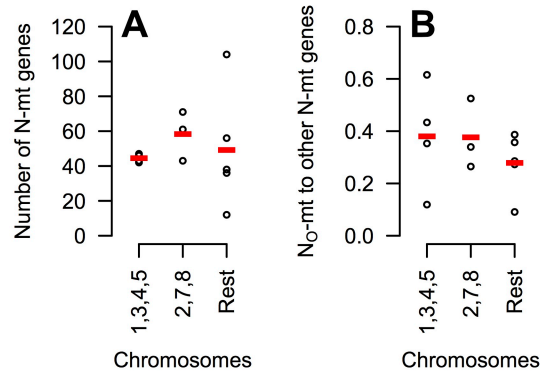 A
Number of N-mt genes
120
100
80
60
40
20
0
1,3,4,5
2,7,8
Rest
Chromosomes
B
No-mt to other N-mt genes
0.8
0.6
0.4
0.2
0.0
1,3,4,5
2,7,8
Rest
Chromosomes